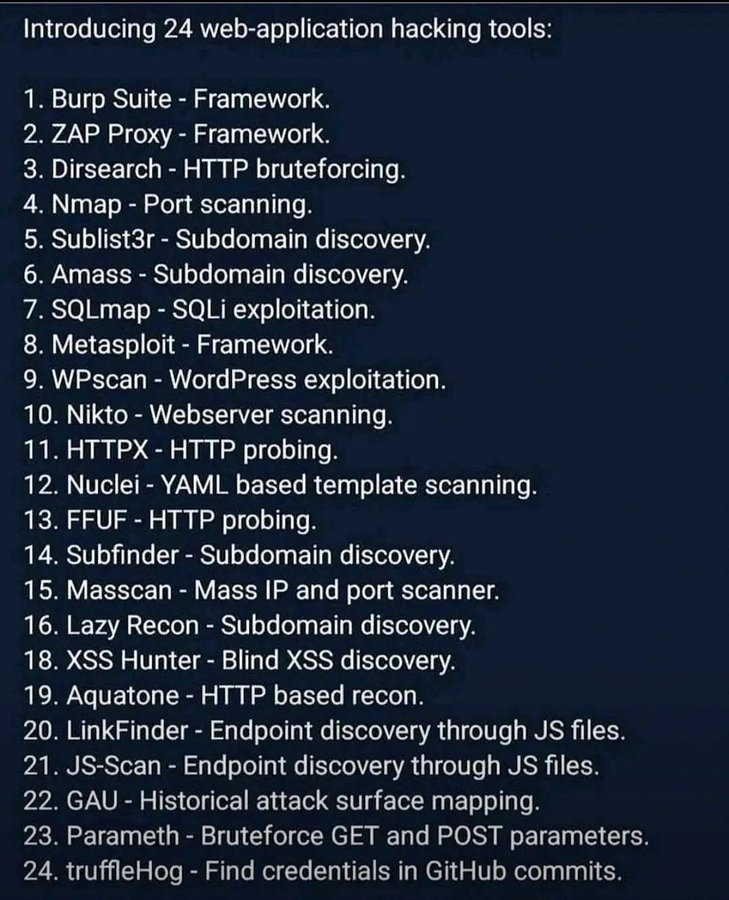 Introducing 24 web-application hacking tools:
1. Burp Suite - Framework.
2. ZAP Proxy - Framework.
3. Dirsearch - HTTP bruteforcing.
4. Nmap - Port scanning.
5. Sublist3r - Subdomain discovery.
6. Amass - Subdomain discovery.
7. SQLmap - SQLi exploitation.
8. Metasploit - Framework.
9. WPscan - WordPress exploitation.
10. Nikto - Webserver scanning.
11. HTTPX - HTTP probing.
12. Nuclei - YAML based template scanning.
13. FFUF - HTTP probing.
14. Subfinder - Subdomain discovery.
15. Masscan - Mass IP and port scanner.
16. Lazy Recon - Subdomain discovery.
18. XSS Hunter - Blind XSS discovery.
19. Aquatone - HTTP based recon.
20. LinkFinder - Endpoint discovery through JS files.
21. JS-Scan - Endpoint discovery through JS files.
22. GAU - Historical attack surface mapping.
23. Parameth - Bruteforce GET and POST parameters.
24. truffleHog - Find credentials in GitHub commits.